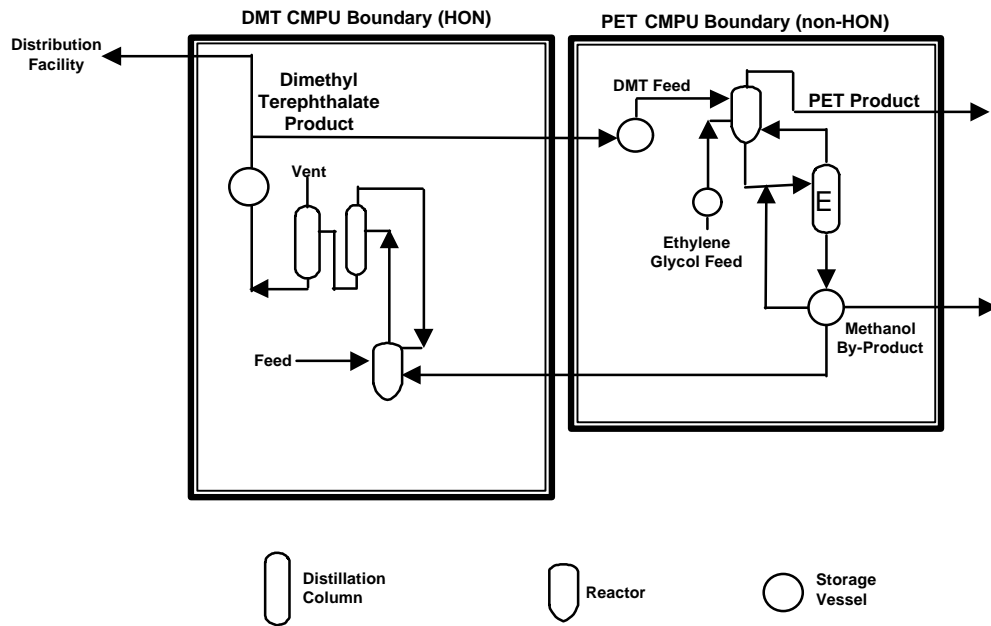 DMT CMPU Boundary (HON)
PET CMPU Boundary (non-HON)
Distribution
Facility
Dimethyl
Terephthalate
Product
DMT Feed
PET Product
Vent
E
Ethylene
Glycol Feed
Methanol
By-Product
Feed
Distillation
Column
Reactor
Storage
Vessel